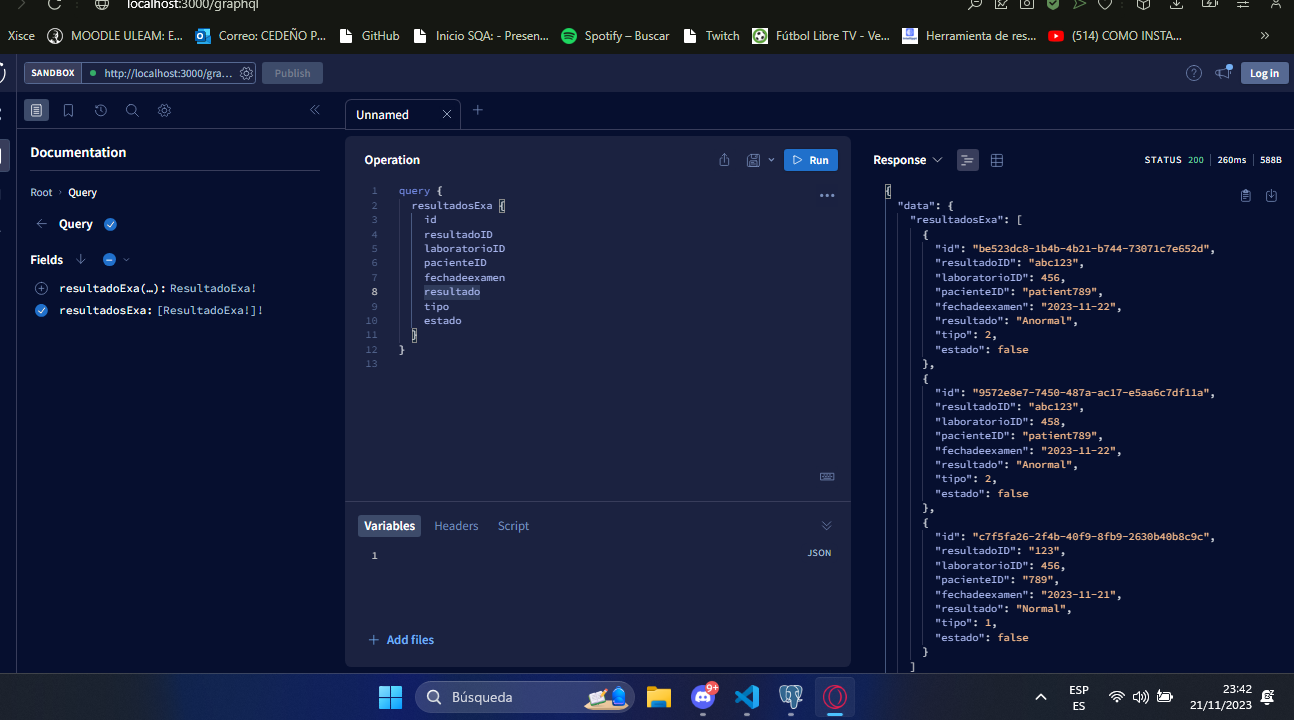 localhost:3000/graphql
Xisce MOODLE ULEAM: E... Correo: CEDEÑO P... GitHub Inicio SQA: - Presen... Spotify – Buscar Twitch Fútbol Libre TV - Ve... Herramienta de res... (514) COMO INSTA... »
SANDBOX http://localhost:3000/gra... Publish Log In
Unnamed
Documentation
Root › Query
Query
Fields
resultadoExa(…): ResultadoExa!
resultadosExa: [ResultadoExa!]!
Operation Run
1 query {
2 resultadosExa {
3 id
4 resultadoID
5 laboratorioID
6 pacienteID
7 fechadeexamen
8 resultado
9 tipo
10 estado
11 }
12 }
13
Variables Headers Script
1 JSON
Add files
Response STATUS 200 260ms 588B
{
"data": {
"resultadosExa": [
{
"id": "be523dc8-1b4b-4b21-b744-73071c7e652d",
"resultadoID": "abc123",
"laboratorioID": 456,
"pacienteID": "patient789",
"fechadeexamen": "2023-11-22",
"resultado": "Anormal",
"tipo": 2,
"estado": false
},
{
"id": "9572e8e7-7450-487a-ac17-e5aa6c7df11a",
"resultadoID": "abc123",
"laboratorioID": 458,
"pacienteID": "patient789",
"fechadeexamen": "2023-11-22",
"resultado": "Anormal",
"tipo": 2,
"estado": false
},
{
"id": "c7f5fa26-2f4b-40f9-8fb9-2630b40b8c9c",
"resultadoID": "123",
"laboratorioID": 456,
"pacienteID": "789",
"fechadeexamen": "2023-11-21",
"resultado": "Normal",
"tipo": 1,
"estado": false
}
]
Búsqueda
9+
ESP
ES
23:42
21/11/2023